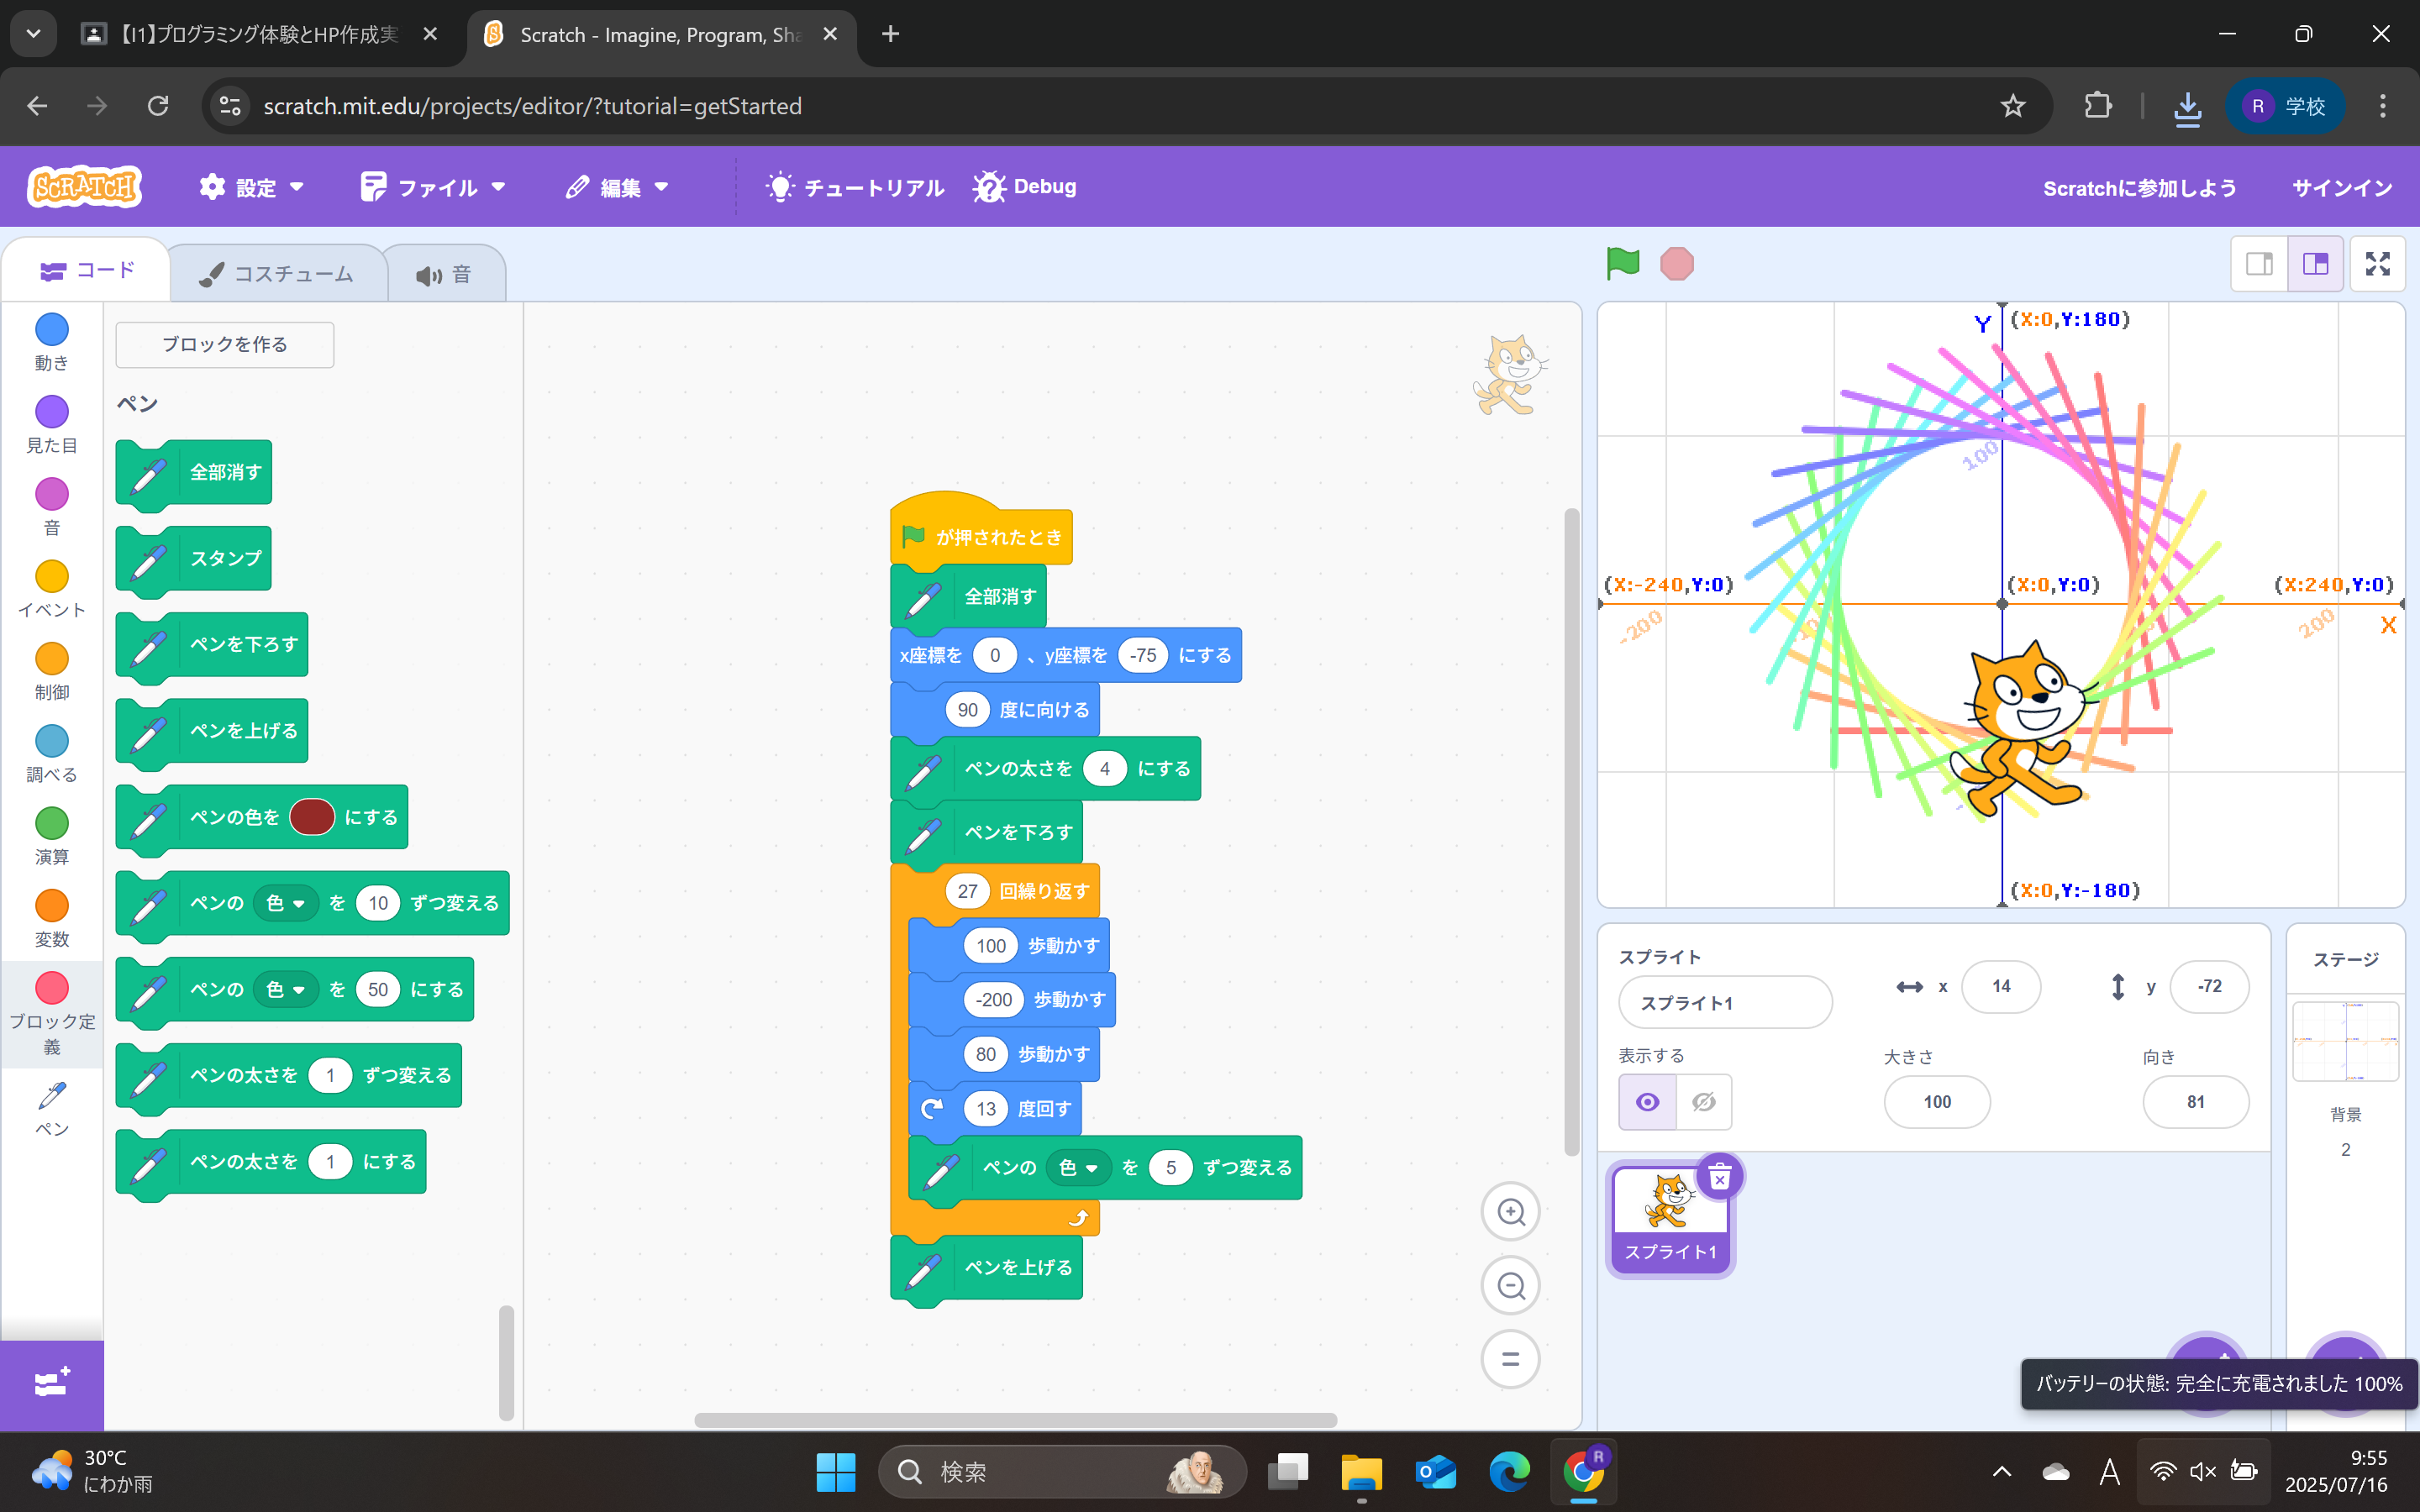 【I1】プログラミング体験とHP作成実
Scratch - Imagine, Program, Sha
scratch.mit.edu/projects/editor/?tutorial=getStarted
R 学校
SCRATCH
設定
ファイル
編集
チュートリアル
Debug
Scratchに参加しよう
サインイン
コード
コスチューム
音
動き
見た目
音
イベント
制御
調べる
演算
変数
ブロック定
義
ペン
ブロックを作る
ペン
全部消す
スタンプ
ペンを下ろす
ペンを上げる
ペンの色を にする
ペンの 色 を 10 ずつ変える
ペンの 色 を 50 にする
ペンの太さを 1 ずつ変える
ペンの太さを 1 にする
が押されたとき
全部消す
x座標を 0 、y座標を -75 にする
90 度に向ける
ペンの太さを 4 にする
ペンを下ろす
27 回繰り返す
100 歩動かす
-200 歩動かす
80 歩動かす
13 度回す
ペンの 色 を 5 ずつ変える
ペンを上げる
Y (X:0,Y:180)
100
(X:-240,Y:0) (X:0,Y:0) (X:240,Y:0)
-200 200 X
(X:0,Y:-180)
スプライト
スプライト1
x 14
y -72
表示する
大きさ
100
向き
81
スプライト1
ステージ
背景
2
バッテリーの状態: 完全に充電されました 100%
30°C
にわか雨
検索
R
A
9:55
2025/07/16